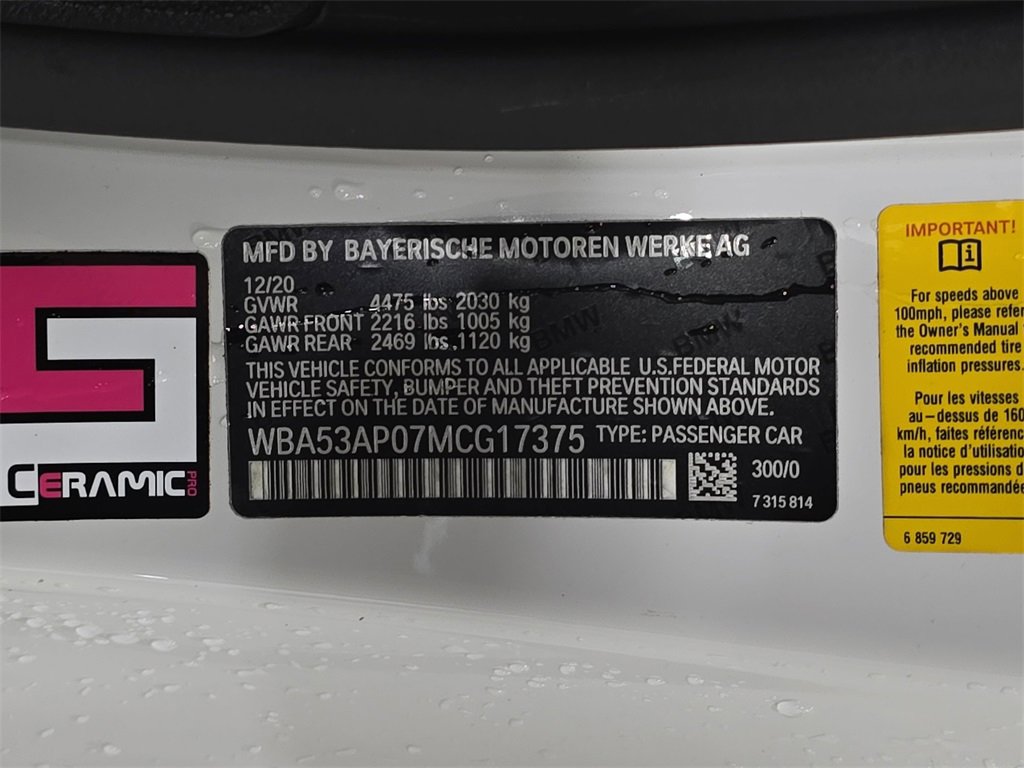 MFD BY BAYERISCHE MOTOREN WERKE AG
12/20
GVWR 4475 lbs 2030 kg
GAWR FRONT 2216 lbs 1005 kg
GAWR REAR 2469 lbs 1120 kg
THIS VEHICLE CONFORMS TO ALL APPLICABLE U.S.FEDERAL MOTOR
VEHICLE SAFETY, BUMPER AND THEFT PREVENTION STANDARDS
IN EFFECT ON THE DATE OF MANUFACTURE SHOWN ABOVE.
WBA53AP07MCG17375 TYPE: PASSENGER CAR
300/0
7 315 814
CERAMIC PRO
IMPORTANT!
For speeds above
100mph, please refer
the Owner's Manual
recommended tire
inflation pressures.
Pour les vitesses
au-dessus de 160
km/h, faites référenc
la notice d'utilisation
pour les pressions d
pneus recommandée
6 859 729